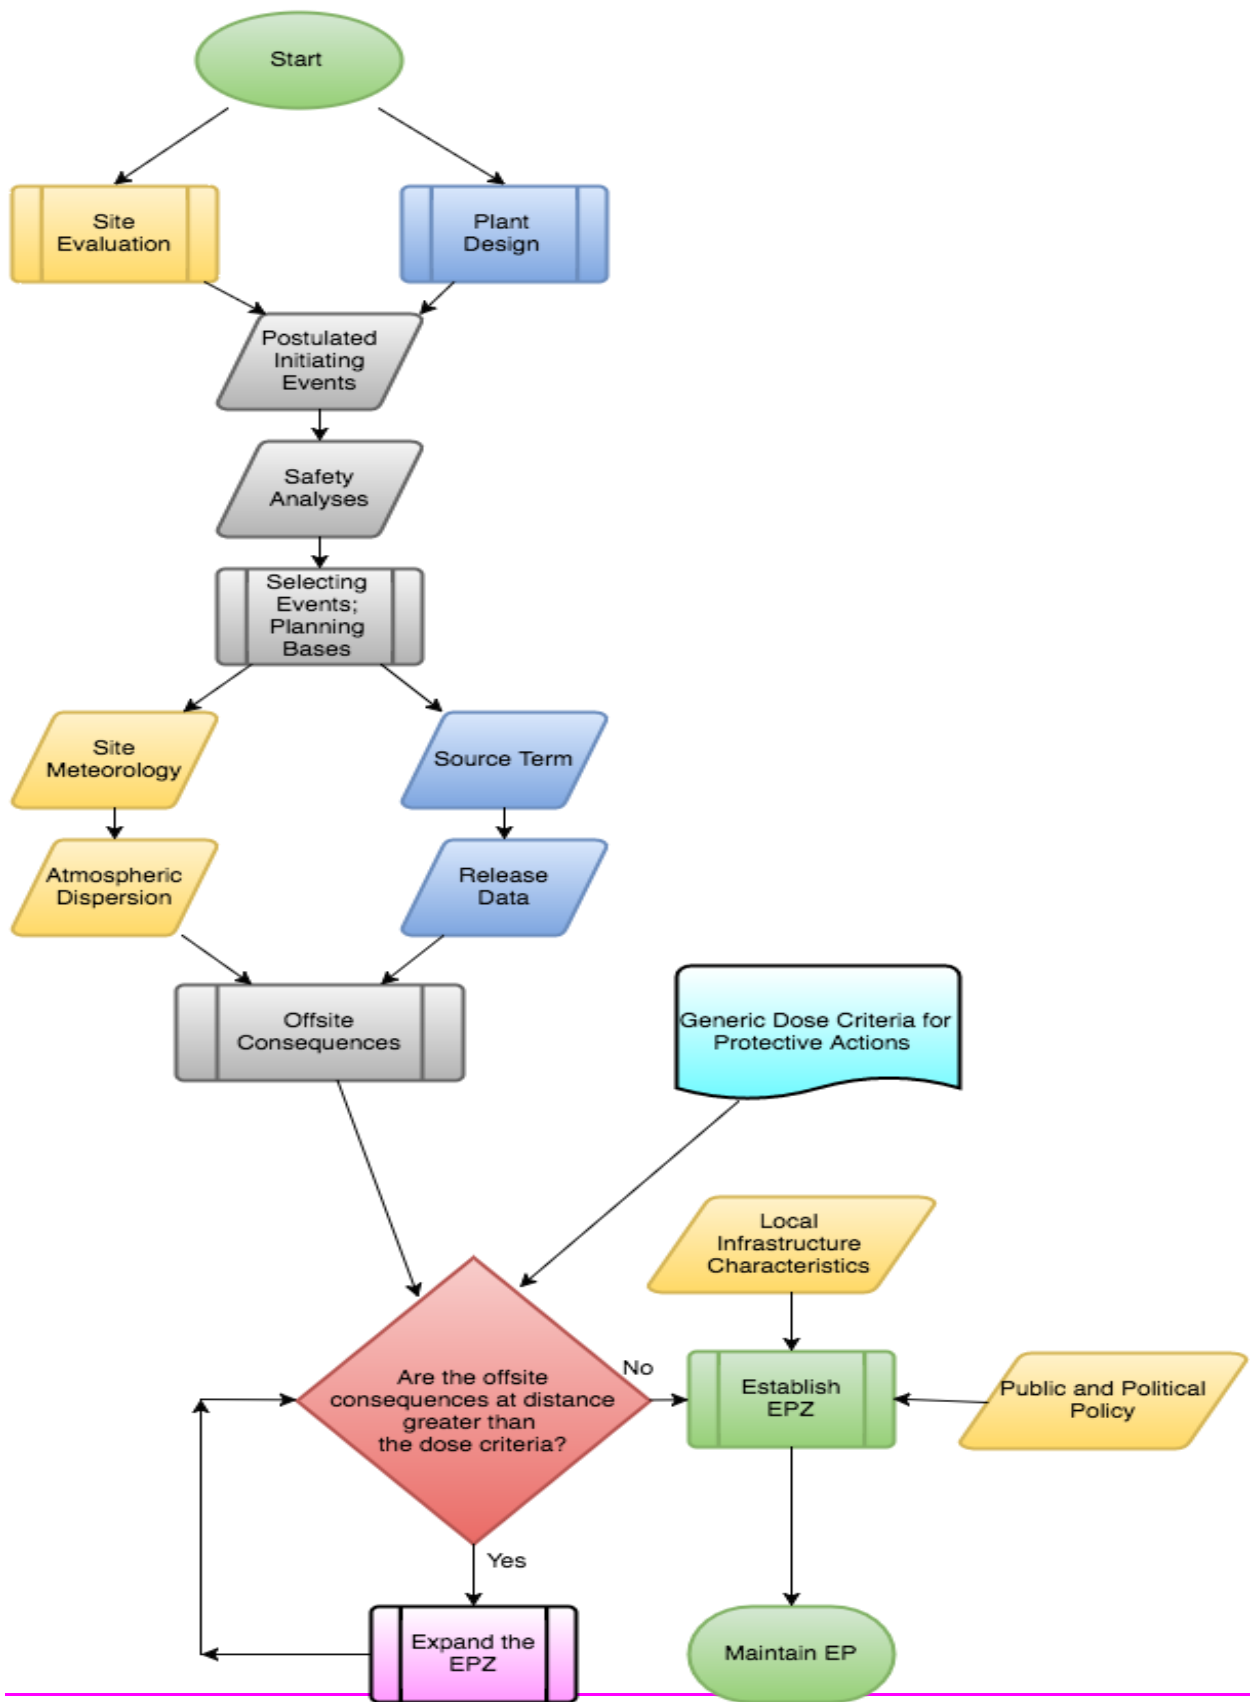 Start
Site
Evaluation
Plant
Design
Postulated
Initiating
Events
Safety
Analyses
Selecting
Events;
Planning
Bases
Site
Meteorology
Source Term
Atmospheric
Dispersion
Release
Data
Offsite
Consequences
Generic Dose Criteria for
Protective Actions
Local
Infrastructure
Characteristics
Are the offsite
consequences at distance
greater than
the dose criteria?
No
Establish
EPZ
Public and Political
Policy
Yes
Expand the
EPZ
Maintain EP